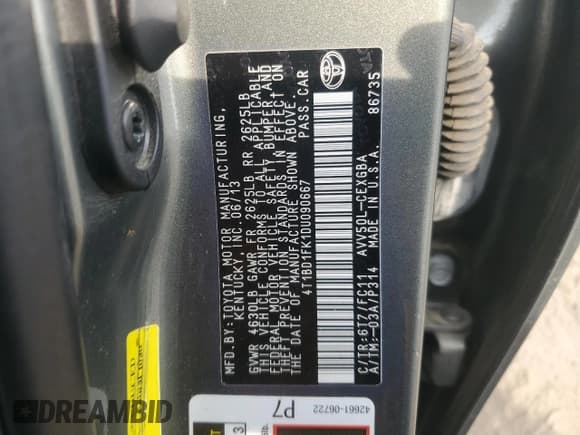 MFD.BY:TOYOTA MOTOR MANUFACTURING,
KENTUCKY, INC. 06/13
GVWR 4630LB GAWR FR 2625LB RR 2625LB
THIS VEHICLE CONFORMS TO ALL APPLICABLE
FEDERAL MOTOR VEHICLE SAFETY, BUMPER, AND
THEFT PREVENTION STANDARDS IN EFFECT ON
THE DATE OF MANUFACTURE SHOWN ABOVE.
4T1BD1FK1DU090667 PASS.CAR
C/TR:6T7/FC11 AVV50L-CEXGBA
A/TM:-03A/P314 MADE IN U.S.A. 86735
42661-06722
P7
3
DREAMBID